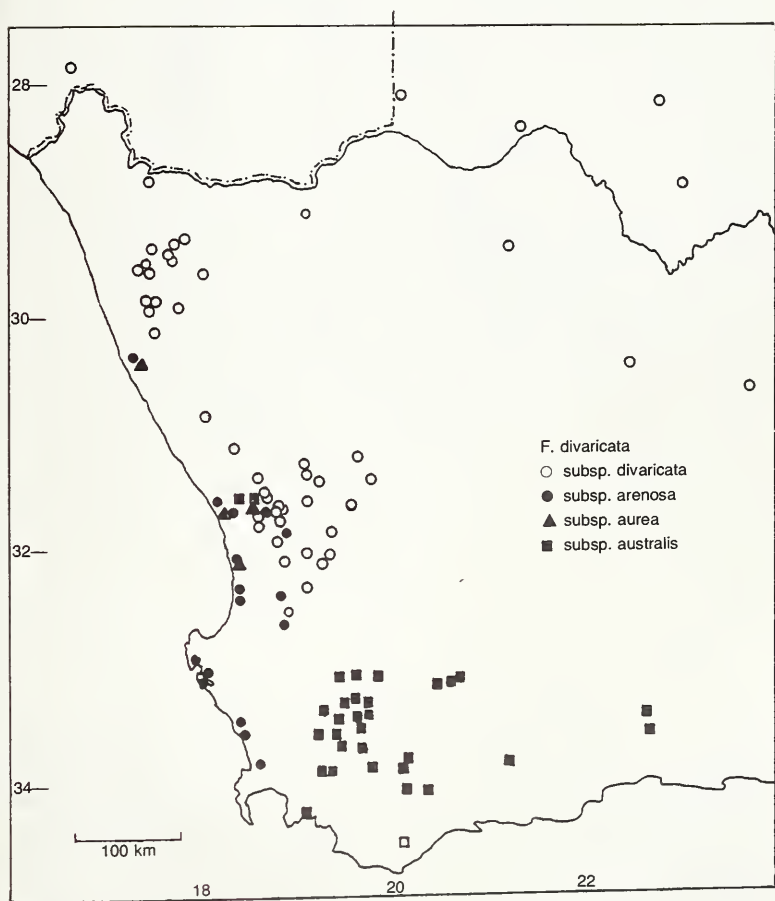 28
30
F. divaricata
subsp. divaricata
subsp. arenosa
subsp. aurea
subsp. australis
32
34
100 km
18 20 22